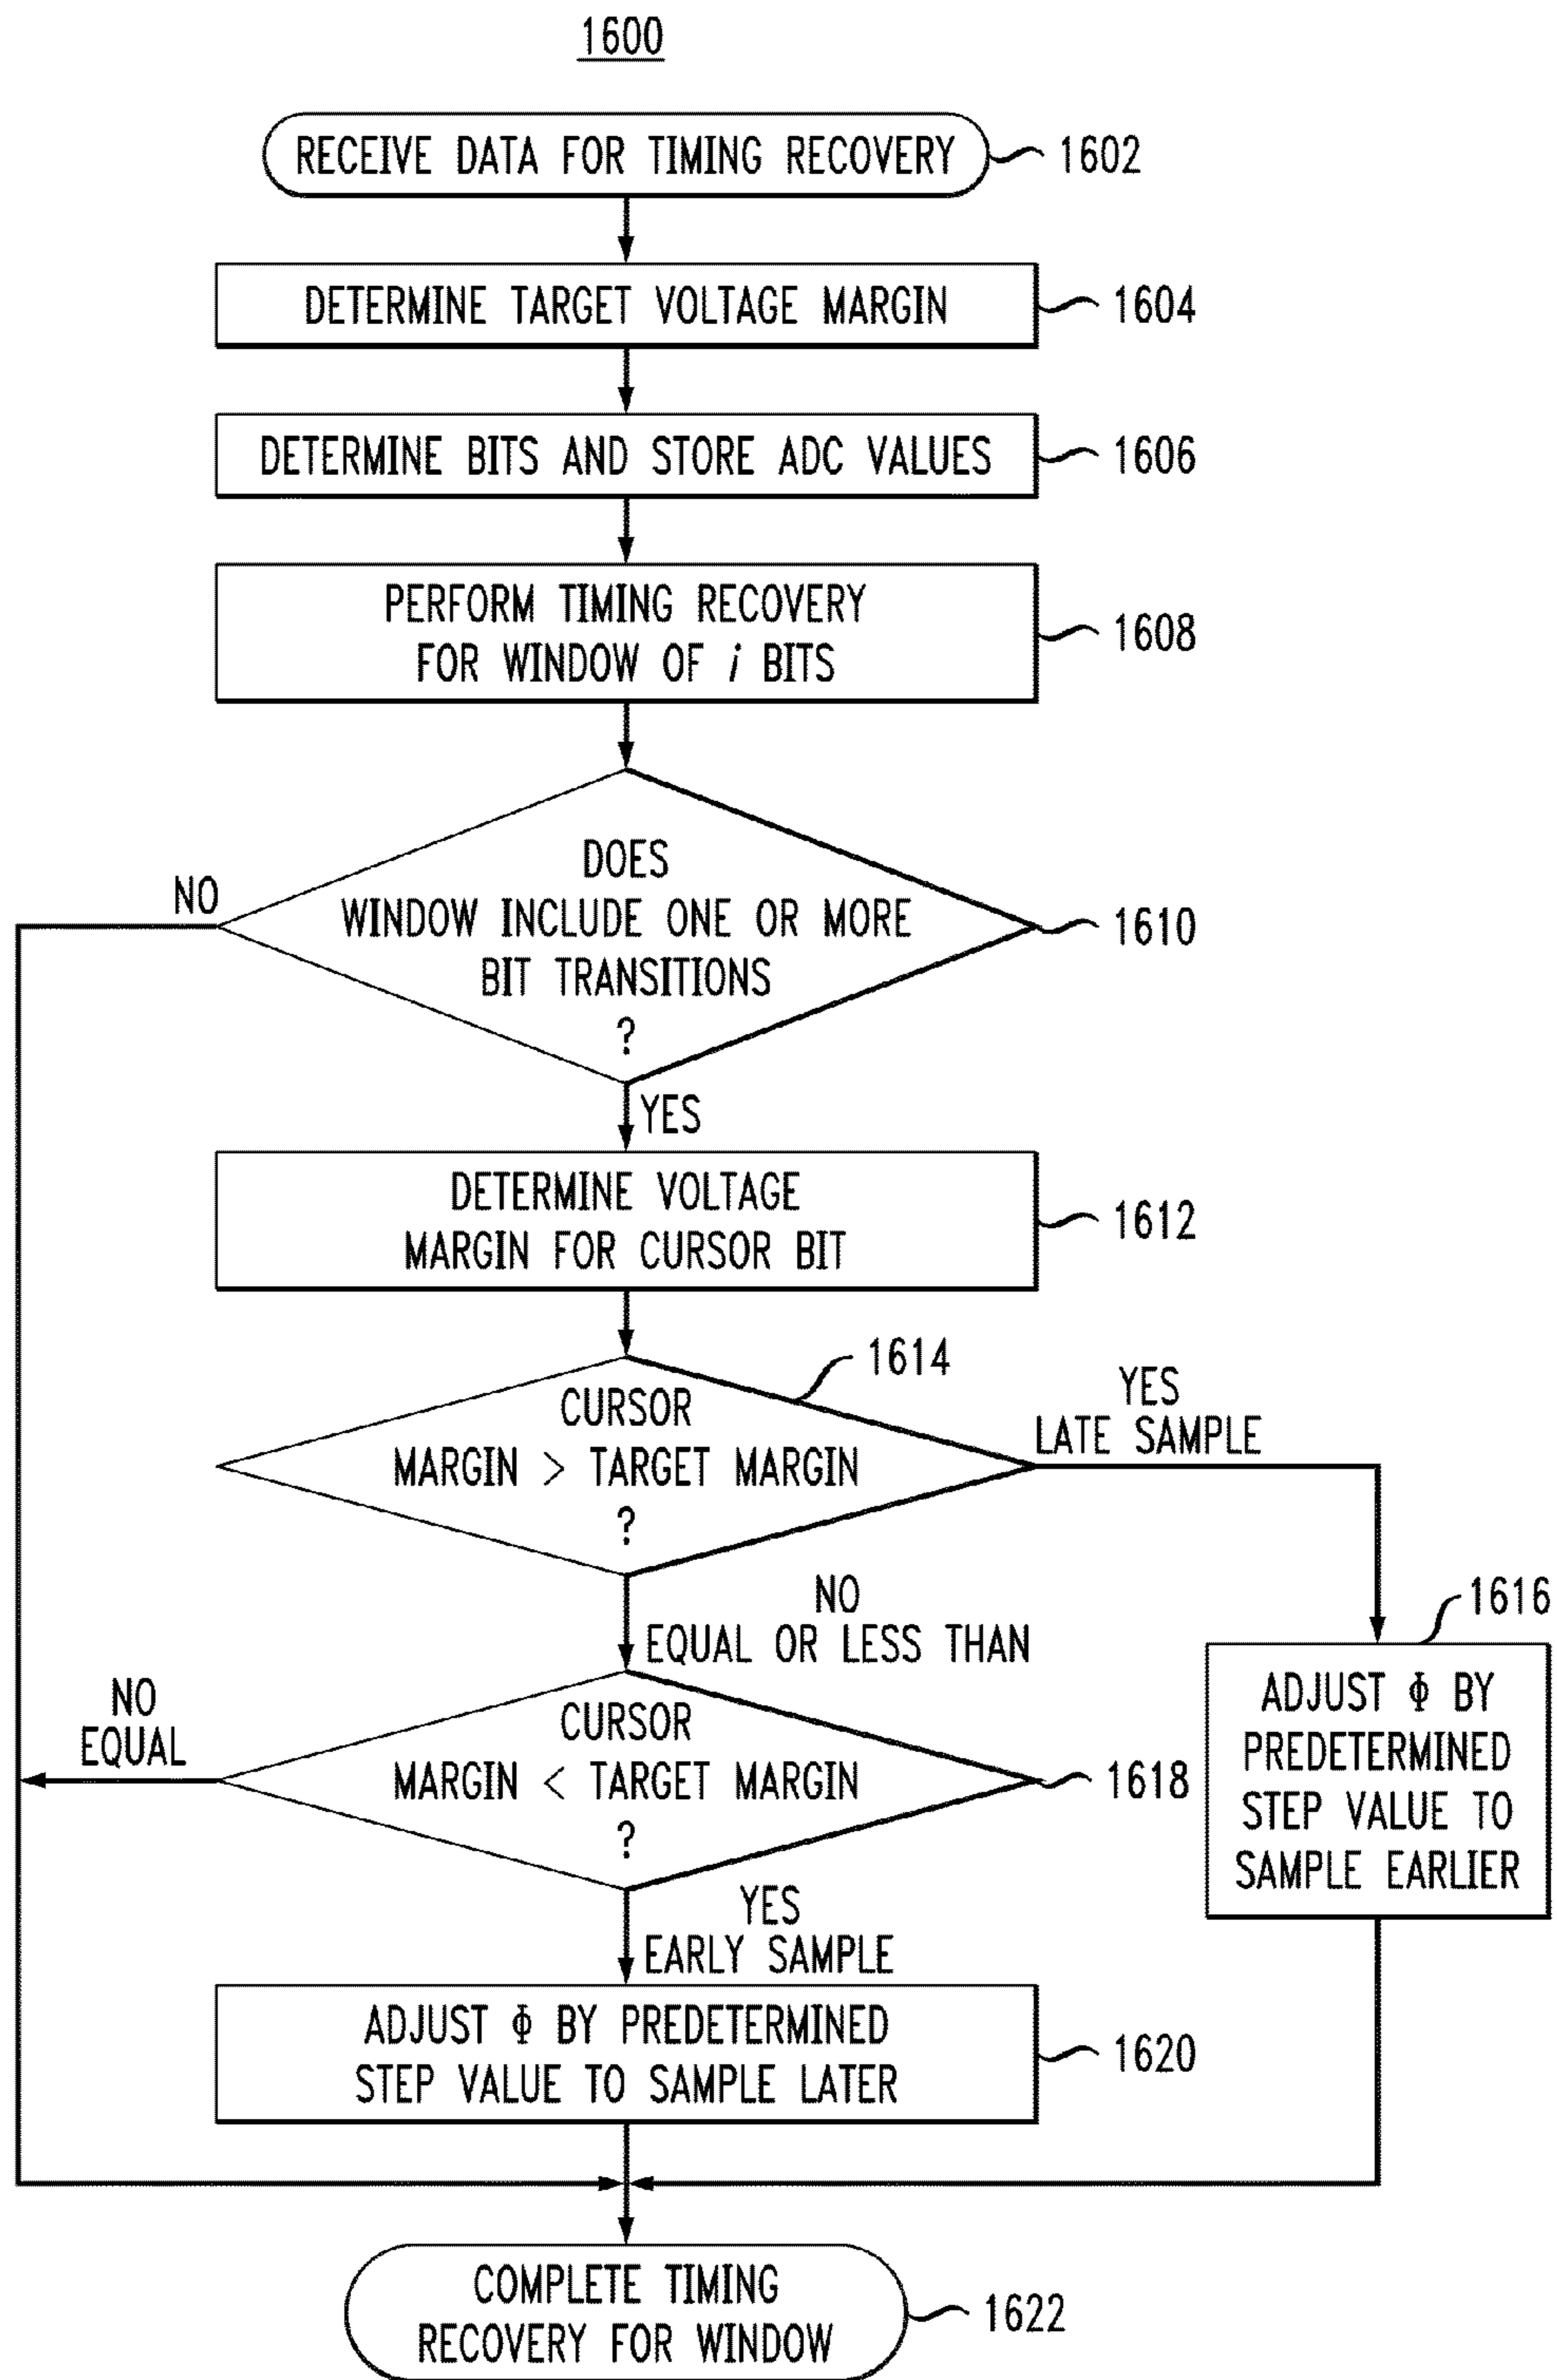 1600
RECEIVE DATA FOR TIMING RECOVERY
1602
DETERMINE TARGET VOLTAGE MARGIN
1604
DETERMINE BITS AND STORE ADC VALUES
1606
PERFORM TIMING RECOVERY
FOR WINDOW OF i BITS
1608
DOES
WINDOW INCLUDE ONE OR MORE
BIT TRANSITIONS
?
1610
NO
YES
DETERMINE VOLTAGE
MARGIN FOR CURSOR BIT
1612
CURSOR
MARGIN > TARGET MARGIN
?
1614
YES
LATE SAMPLE
NO
EQUAL OR LESS THAN
1616
ADJUST Φ BY
PREDETERMINED
STEP VALUE TO
SAMPLE EARLIER
CURSOR
MARGIN < TARGET MARGIN
?
1618
NO
EQUAL
YES
EARLY SAMPLE
ADJUST Φ BY PREDETERMINED
STEP VALUE TO SAMPLE LATER
1620
COMPLETE TIMING
RECOVERY FOR WINDOW
1622